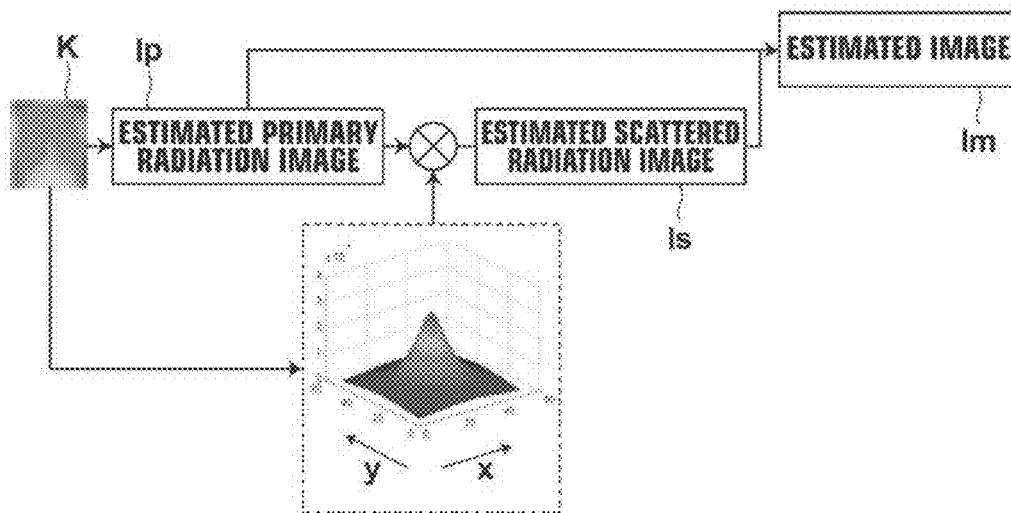 K
Ip
ESTIMATED IMAGE
ESTIMATED PRIMARY
RADIATION IMAGE
ESTIMATED SCATTERED
RADIATION IMAGE
Im
Is
y
x